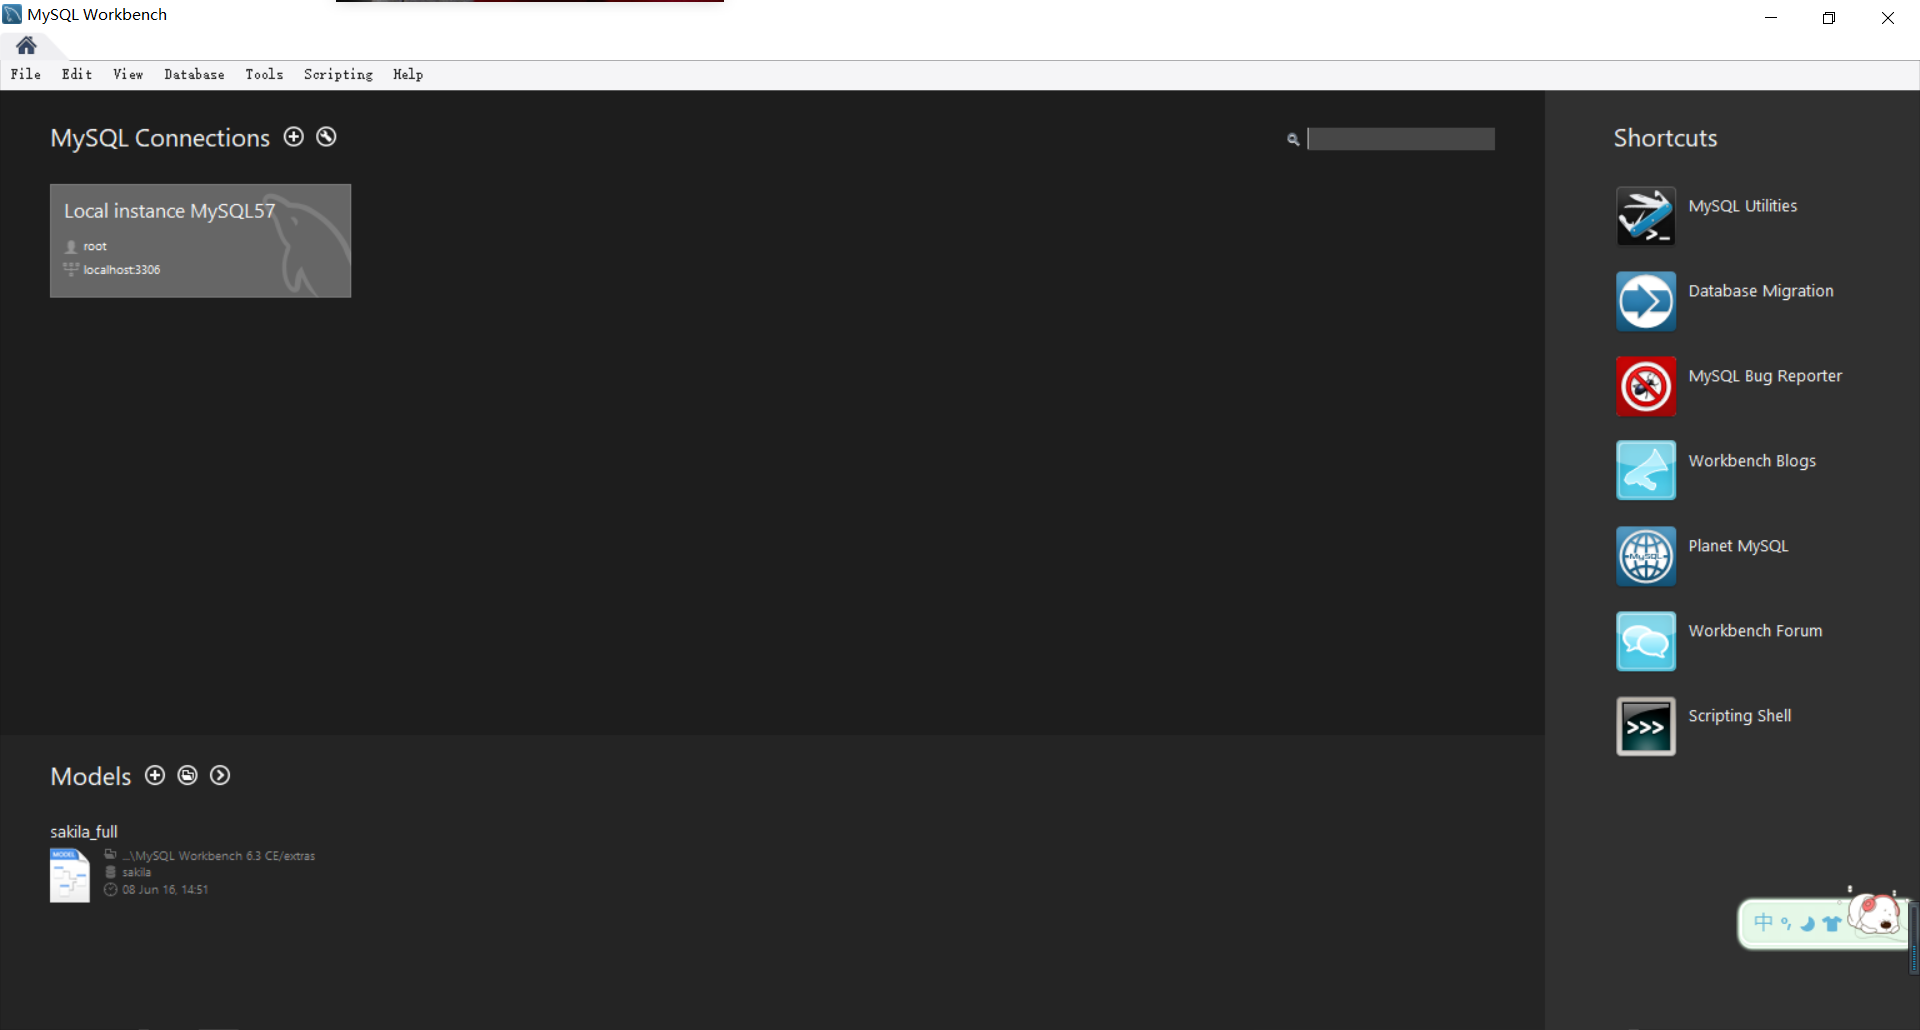 MySQL Workbench
File Edit View Database Tools Scripting Help
MySQL Connections
Local instance MySQL57
root
localhost:3306
Shortcuts
MySQL Utilities
Database Migration
MySQL Bug Reporter
Workbench Blogs
MySQL
Planet MySQL
Workbench Forum
>>>
Scripting Shell
Models
sakila_full
MODEL
...\MySQL Workbench 6.3 CE/extras
sakila
08 Jun 16, 14:51
中 °,